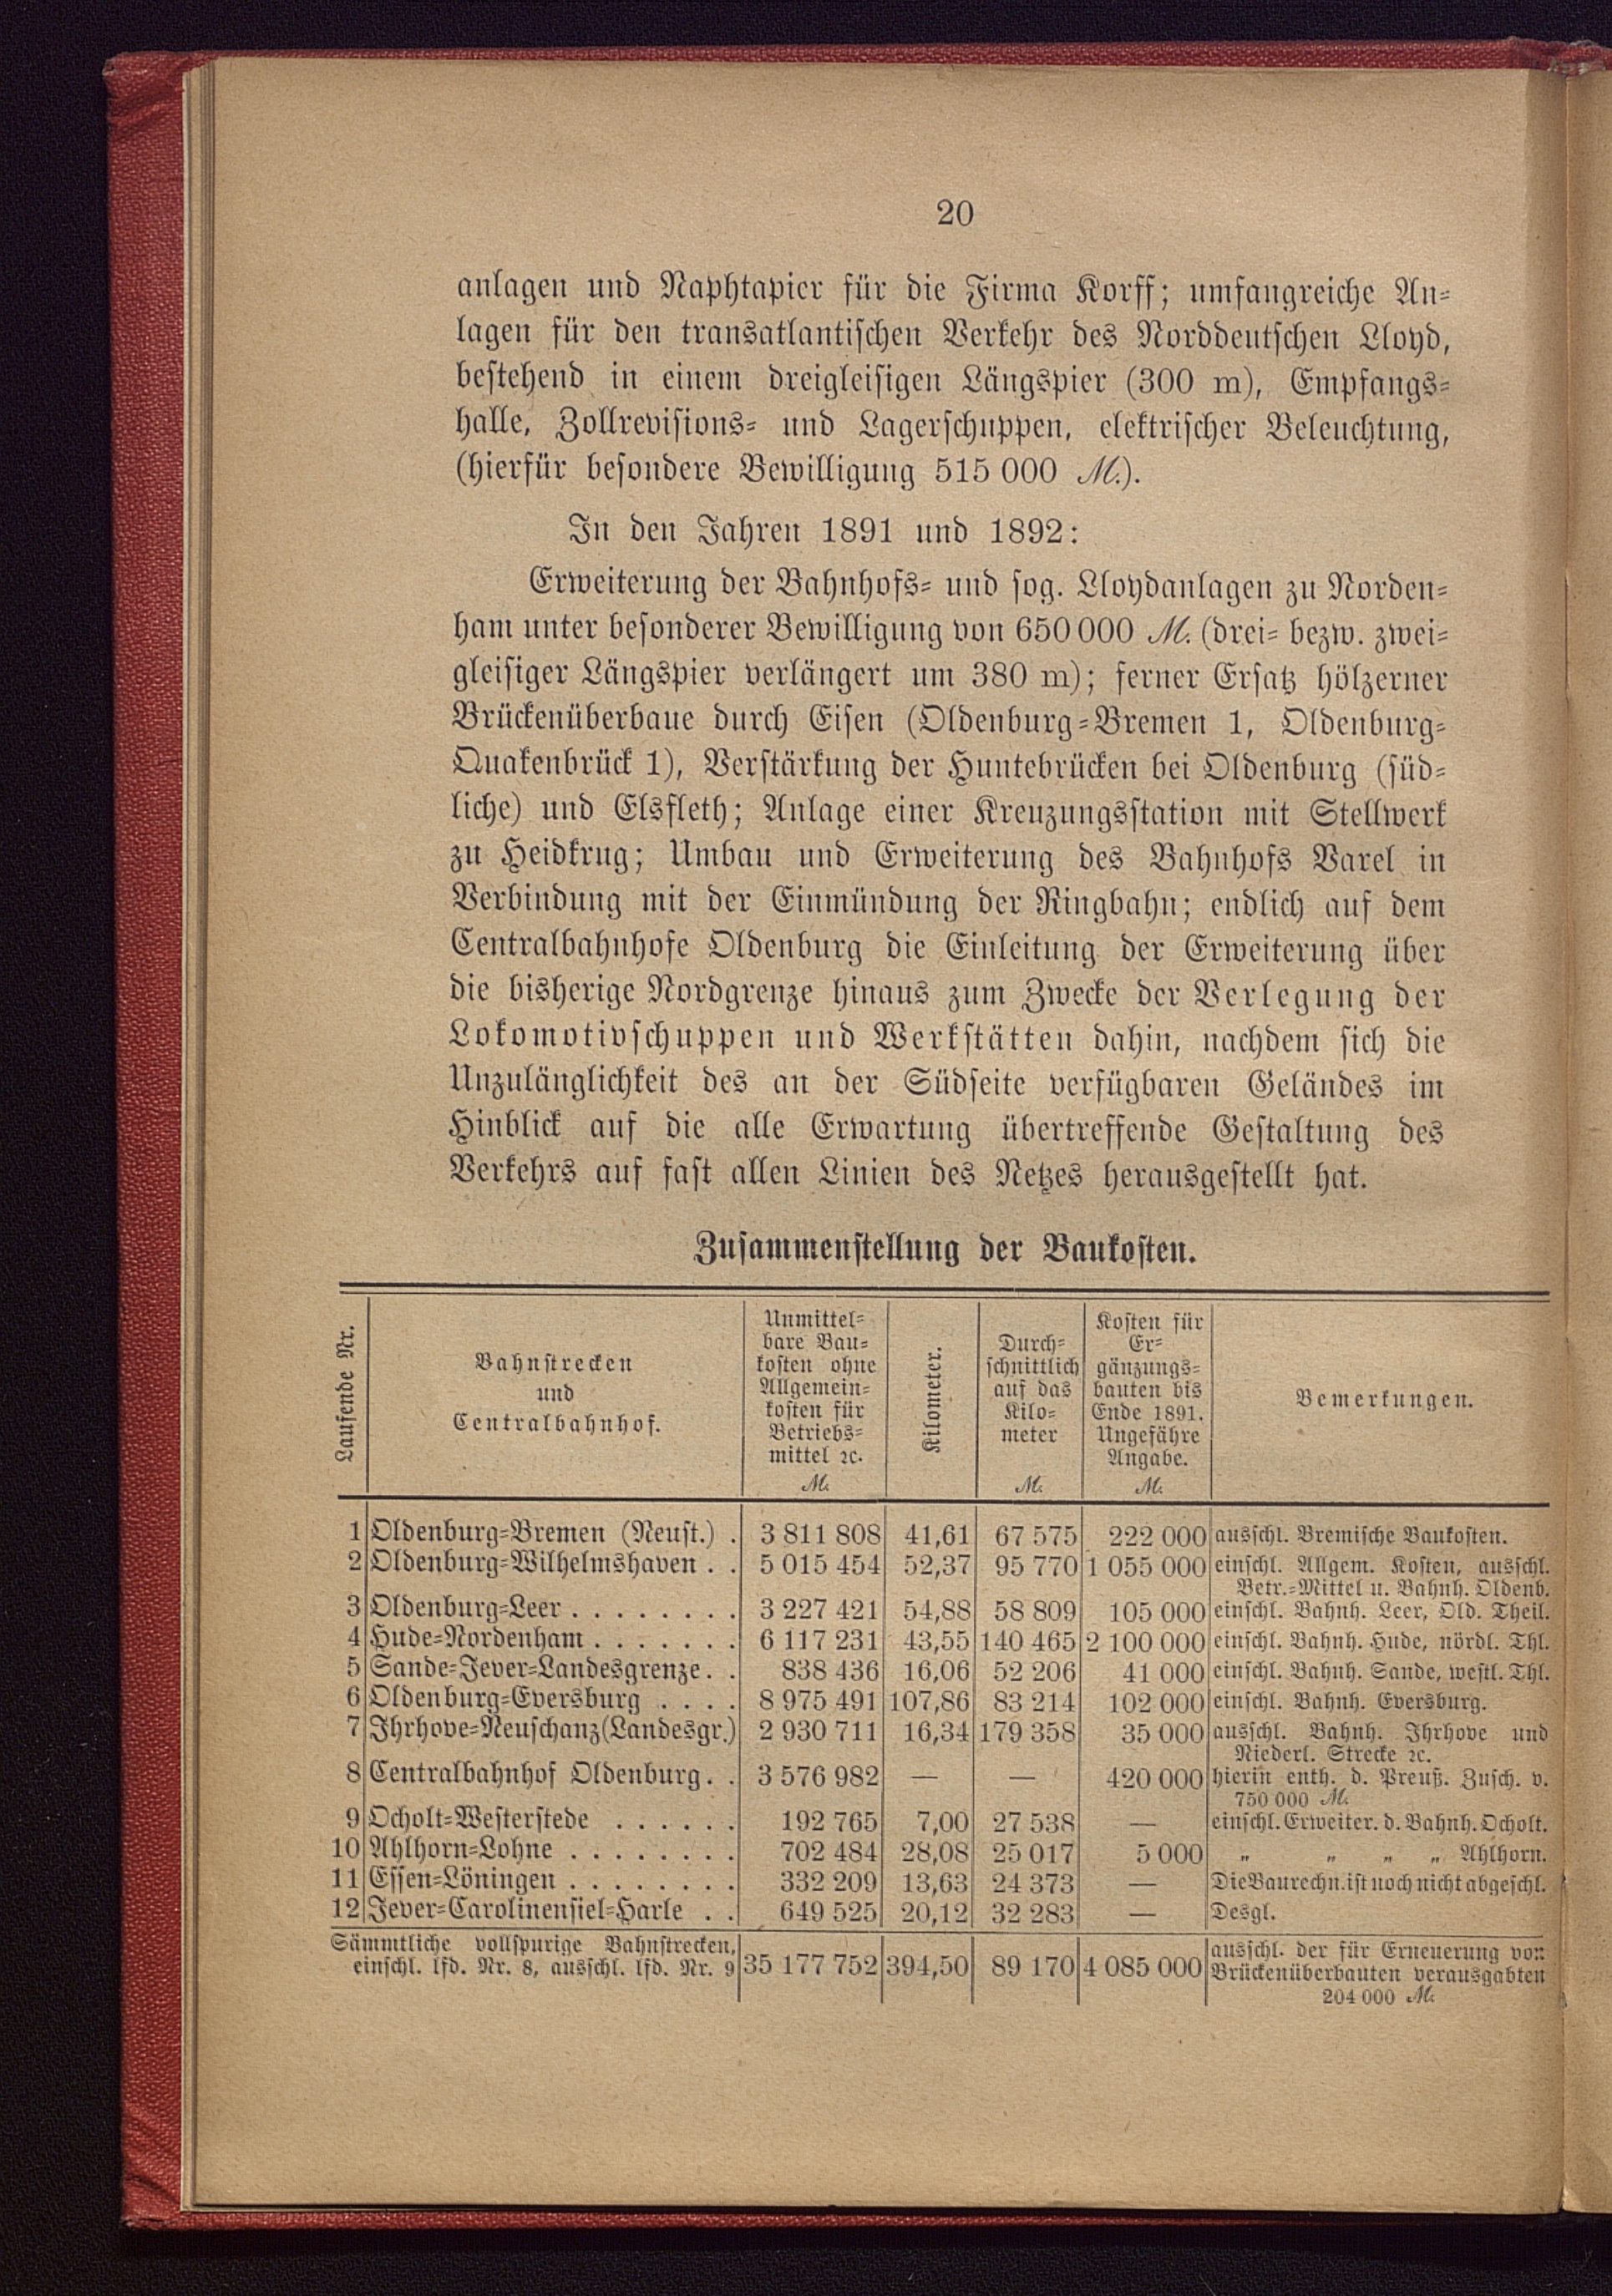 20
anlagen und Naphtapier für die Firma Korff; umfangreiche An-
lagen für den transatlantischen Verkehr des Norddeutschen Lloyd,
bestehend in einem dreigleisigen Längspier (300 m), Empfangs-
halle, Zollrevisions- und Lagerschuppen, elektrischer Beleuchtung,
(hierfür besondere Bewilligung 515 000 M.).
In den Jahren 1891 und 1892:
Erweiterung der Bahnhofs- und sog. Lloydanlagen zu Norden-
ham unter besonderer Bewilligung von 650 000 M. (drei- bezw. zwei-
gleisiger Längspier verlängert um 380 m); ferner Ersatz hölzerner
Brückenüberbaue durch Eisen (Oldenburg-Bremen 1, Oldenburg-
Quakenbrück 1), Verstärkung der Huntebrücken bei Oldenburg (süd-
liche) und Elsfleth; Anlage einer Kreuzungsstation mit Stellwerk
zu Heidkrug; Umbau und Erweiterung des Bahnhofs Varel in
Verbindung mit der Einmündung der Ringbahn; endlich auf dem
Centralbahnhofe Oldenburg die Einleitung der Erweiterung über
die bisherige Nordgrenze hinaus zum Zwecke der Verlegung der
Lokomotivschuppen und Werkstätten dahin, nachdem sich die
Unzulänglichkeit des an der Südseite verfügbaren Geländes im
Hinblick auf die alle Erwartung übertreffende Gestaltung des
Verkehrs auf fast allen Linien des Netzes herausgestellt hat.
Zusammenstellung der Baukosten.
Laufende Nr.
Bahnstrecken
und
Centralbahnhof.
Unmittel-
bare Bau-
kosten ohne
Allgemein-
kosten für
Betriebs-
mittel ꝛc.
M.
Kilometer.
Durch-
schnittlich
auf das
Kilo-
meter
M.
Kosten für
Er-
gänzungs-
bauten bis
Ende 1891.
Ungefähre
Angabe.
M.
Bemerkungen.
1 Oldenburg-Bremen (Neust.) . 3 811 808 41,61 67 575 222 000 ausschl. Bremische Baukosten.
2 Oldenburg-Wilhelmshaven . . 5 015 454 52,37 95 770 1 055 000 einschl. Allgem. Kosten, ausschl.
Betr.-Mittel u. Bahnh. Oldenb.
3 Oldenburg-Leer . . . . . . . . 3 227 421 54,88 58 809 105 000 einschl. Bahnh. Leer, Old. Theil.
4 Hude-Nordenham . . . . . . . 6 117 231 43,55 140 465 2 100 000 einschl. Bahnh. Hude, nördl. Thl.
5 Sande-Jever-Landesgrenze . . 838 436 16,06 52 206 41 000 einschl. Bahnh. Sande, westl. Thl.
6 Oldenburg-Eversburg . . . . 8 975 491 107,86 83 214 102 000 einschl. Bahnh. Eversburg.
7 Ihrhove-Neuschanz (Landesgr.) 2 930 711 16,34 179 358 35 000 ausschl. Bahnh. Ihrhove und
Niederl. Strecke ꝛc.
8 Centralbahnhof Oldenburg . . 3 576 982 — — 420 000 hierin enth. d. Preuß. Zusch. v.
750 000 M.
9 Ocholt-Westerstede . . . . . . 192 765 7,00 27 538 — einschl. Erweiter. d. Bahnh. Ocholt.
10 Ahlhorn-Lohne . . . . . . . . 702 484 28,08 25 017 5 000 „ „ „ „ Ahlhorn.
11 Essen-Löningen . . . . . . . . 332 209 13,63 24 373 — Die Baurechn. ist noch nicht abgeschl.
12 Jever-Carolinensiel-Harle . . 649 525 20,12 32 283 — Desgl.
Sämmtliche vollspurige Bahnstrecken,
einschl. lfd. Nr. 8, ausschl. lfd. Nr. 9 35 177 752 394,50 89 170 4 085 000 ausschl. der für Erneuerung von
Brückenüberbauten verausgabten
204 000 M.